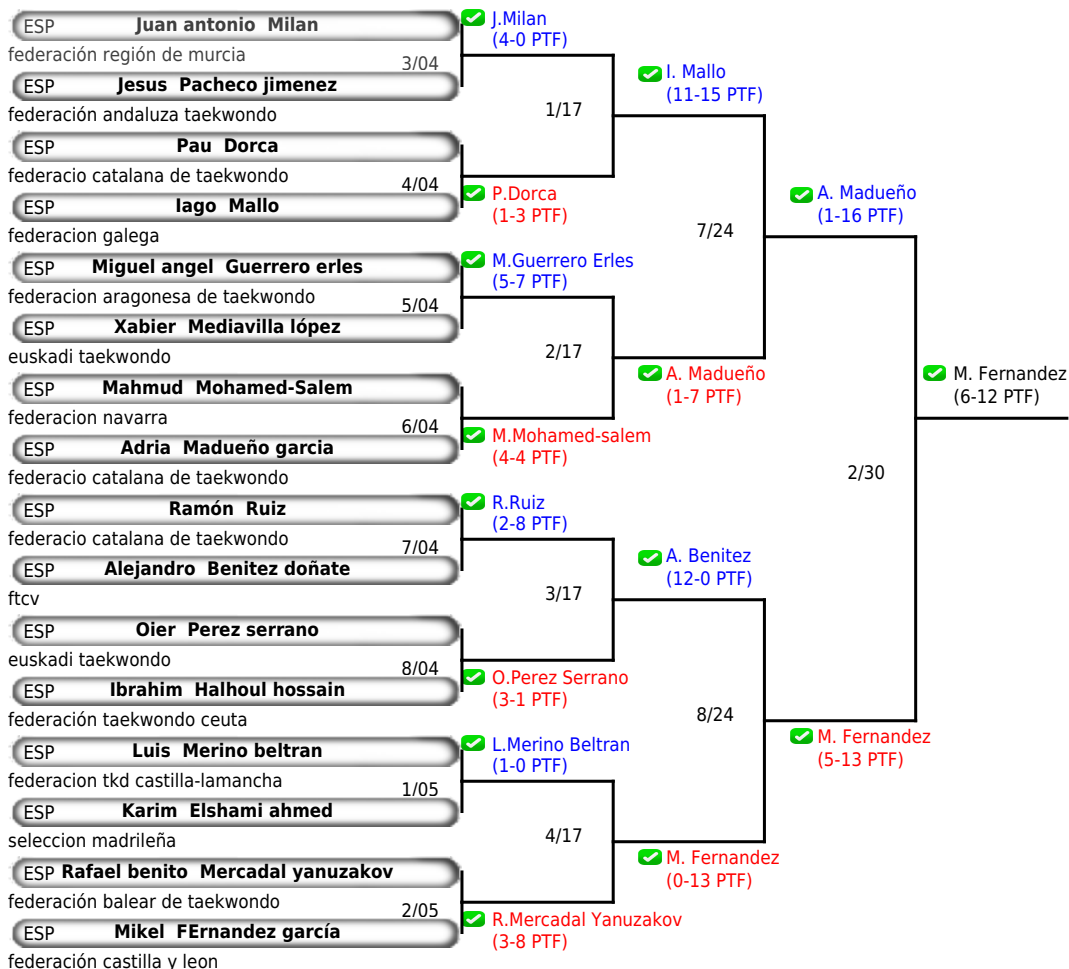 ESP Juan antonio Milan
federación región de murcia
3/04
ESP Jesus Pacheco jimenez
federación andaluza taekwondo
ESP Pau Dorca
federacio catalana de taekwondo
4/04
ESP Iago Mallo
federacion galega
ESP Miguel angel Guerrero erles
federacion aragonesa de taekwondo
5/04
ESP Xabier Mediavilla lópez
euskadi taekwondo
ESP Mahmud Mohamed-Salem
federacion navarra
6/04
ESP Adria Madueño garcia
federacio catalana de taekwondo
ESP Ramón Ruiz
federacio catalana de taekwondo
7/04
ESP Alejandro Benitez doñate
ftcv
ESP Oier Perez serrano
euskadi taekwondo
8/04
ESP Ibrahim Halhoul hossain
federación taekwondo ceuta
ESP Luis Merino beltran
federacion tkd castilla-lamancha
1/05
ESP Karim Elshami ahmed
seleccion madrileña
ESP Rafael benito Mercadal yanuzakov
federación balear de taekwondo
2/05
ESP Mikel FErnandez garcía
federación castilla y leon
J.Milan
(4-0 PTF)
1/17
P.Dorca
(1-3 PTF)
M.Guerrero Erles
(5-7 PTF)
2/17
M.Mohamed-salem
(4-4 PTF)
R.Ruiz
(2-8 PTF)
3/17
O.Perez Serrano
(3-1 PTF)
L.Merino Beltran
(1-0 PTF)
4/17
R.Mercadal Yanuzakov
(3-8 PTF)
I. Mallo
(11-15 PTF)
7/24
A. Madueño
(1-7 PTF)
A. Benitez
(12-0 PTF)
8/24
M. Fernandez
(0-13 PTF)
A. Madueño
(1-16 PTF)
2/30
M. Fernandez
(5-13 PTF)
M. Fernandez
(6-12 PTF)